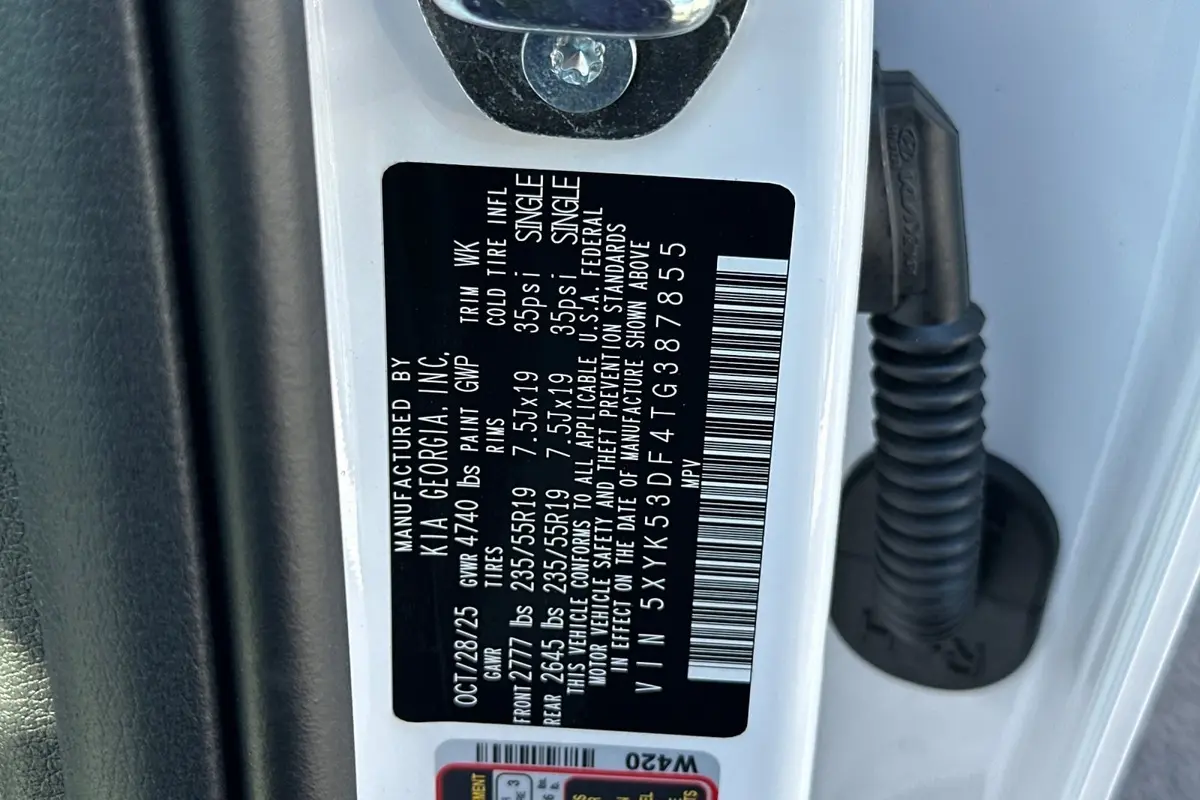 MANUFACTURED BY
KIA GEORGIA, INC.
OCT/28/25 GVWR 4740 lbs PAINT GWP TRIM WK
GAWR TIRES RIMS COLD TIRE INFL
FRONT 2777 lbs 235/55R19 7.5Jx19 35psi SINGLE
REAR 2645 lbs 235/55R19 7.5Jx19 35psi SINGLE
THIS VEHICLE CONFORMS TO ALL APPLICABLE U.S.A. FEDERAL
MOTOR VEHICLE SAFETY AND THEFT PREVENTION STANDARDS
IN EFFECT ON THE DATE OF MANUFACTURE SHOWN ABOVE
VIN 5XYK53DF4TG387855
MPV
W420
3